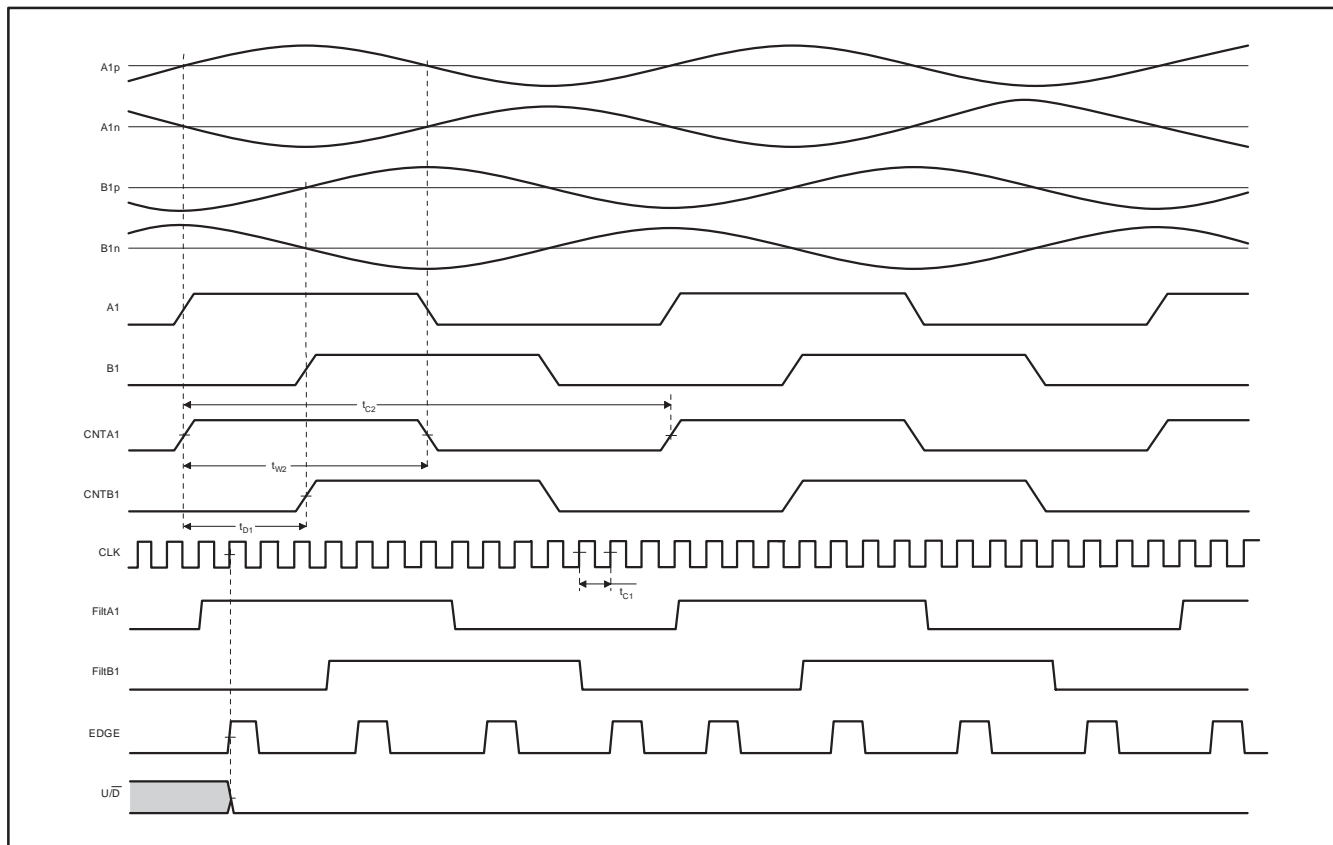 A1p
A1n
B1p
B1n
A1
B1
tC2
CNTA1
tW2
CNTB1
tD1
CLK
tC1
FiltA1
FiltB1
EDGE
U/D̅